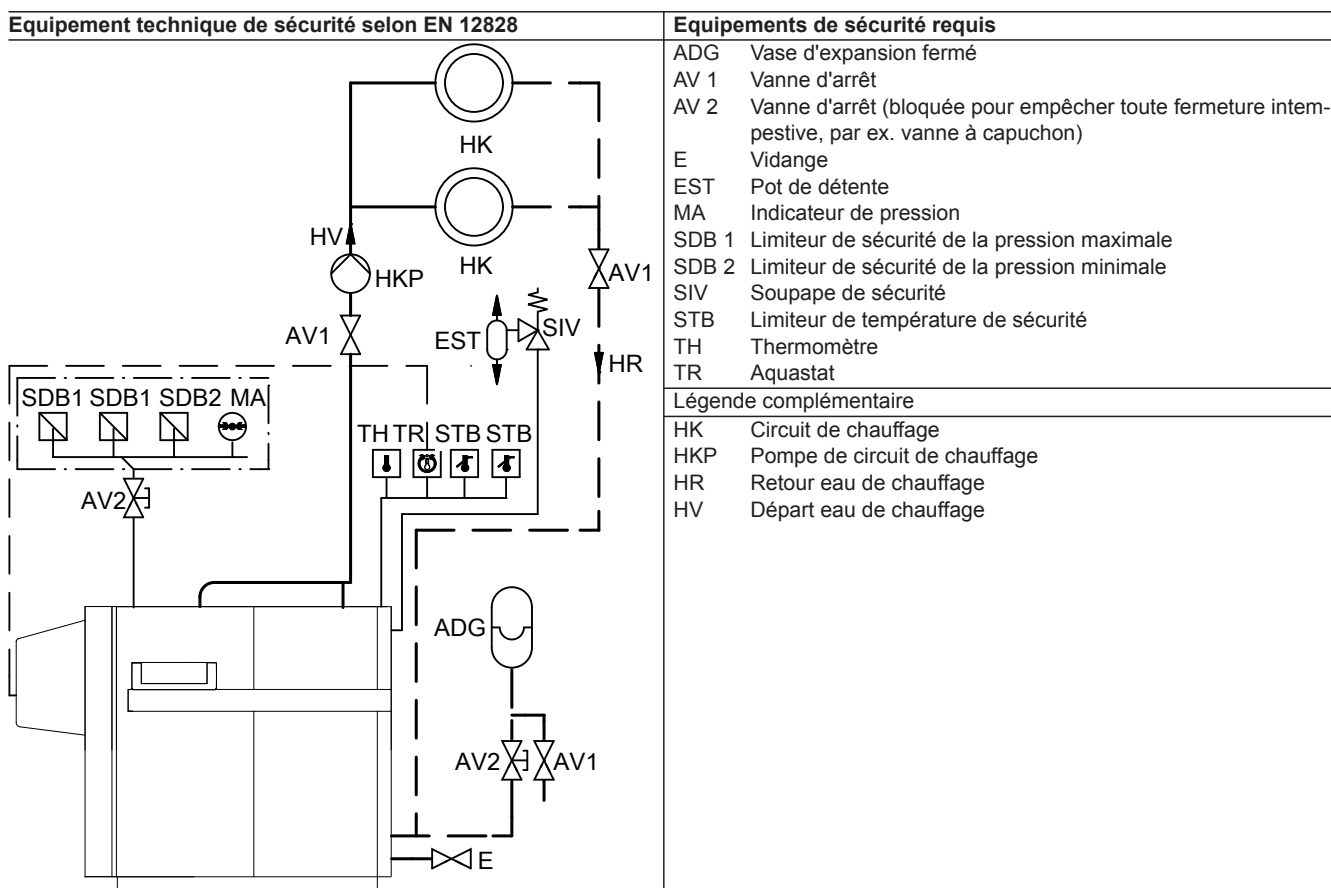 Equipement technique de sécurité selon EN 12828
HK
HK
HV
HKP
AV1
AV1
EST
SIV
HR
SDB1 SDB1 SDB2 MA
TH TR STB STB
AV2
ADG
AV2
AV1
E
Equipements de sécurité requis
ADG Vase d'expansion fermé
AV 1 Vanne d'arrêt
AV 2 Vanne d'arrêt (bloquée pour empêcher toute fermeture intem-
pestive, par ex. vanne à capuchon)
E Vidange
EST Pot de détente
MA Indicateur de pression
SDB 1 Limiteur de sécurité de la pression maximale
SDB 2 Limiteur de sécurité de la pression minimale
SIV Soupape de sécurité
STB Limiteur de température de sécurité
TH Thermomètre
TR Aquastat
Légende complémentaire
HK Circuit de chauffage
HKP Pompe de circuit de chauffage
HR Retour eau de chauffage
HV Départ eau de chauffage